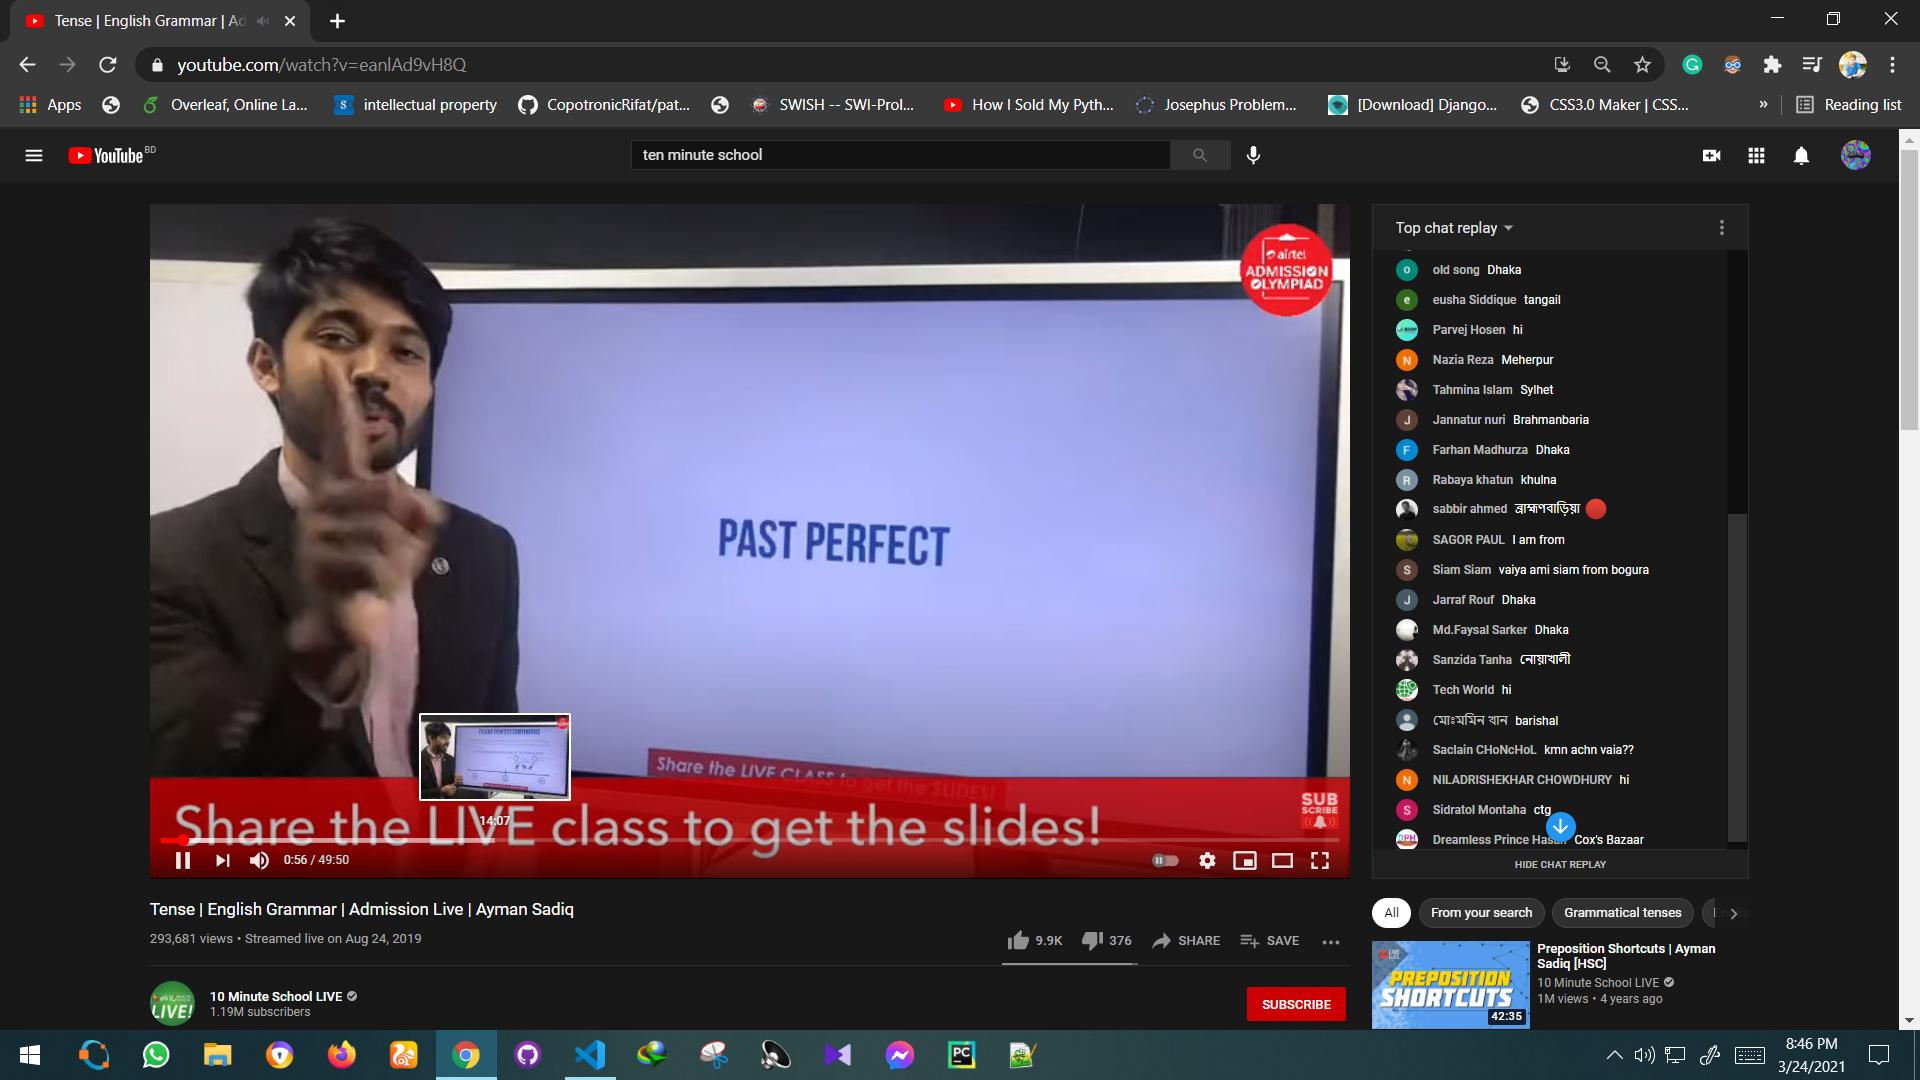 Tense | English Grammar | Ad
youtube.com/watch?v=eanlAd9vH8Q
Apps
Overleaf, Online La...
intellectual property
CopotronicRifat/pat...
SWISH -- SWI-Prol...
How I Sold My Pyth...
Josephus Problem...
[Download] Django...
CSS3.0 Maker | CSS...
»
Reading list
YouTube BD
ten minute school
airtel
ADMISSION
OLYMPIAD
PAST PERFECT
Share the LIVE CLASS to get the SLIDES!
Share the LIVE class to get the slides!
SUB
SCRIBE
14:07
0:56 / 49:50
Top chat replay
old song Dhaka
eusha Siddique tangail
Parvej Hosen hi
Nazia Reza Meherpur
Tahmina Islam Sylhet
Jannatur nuri Brahmanbaria
Farhan Madhurza Dhaka
Rabaya khatun khulna
sabbir ahmed ব্রাহ্মণবাড়িয়া
SAGOR PAUL I am from
Siam Siam vaiya ami siam from bogura
Jarraf Rouf Dhaka
Md.Faysal Sarker Dhaka
Sanzida Tanha নোয়াখালী
Tech World hi
মোঃমমিন খান barishal
Saclain CHoNcHoL kmn achn vaia??
NILADRISHEKHAR CHOWDHURY hi
Sidratol Montaha ctg
Dreamless Prince Hasan Cox's Bazaar
HIDE CHAT REPLAY
Tense | English Grammar | Admission Live | Ayman Sadiq
293,681 views • Streamed live on Aug 24, 2019
9.9K
376
SHARE
SAVE
10 Minute School LIVE
1.19M subscribers
SUBSCRIBE
All
From your search
Grammatical tenses
PREPOSITION
SHORTCUTS
42:35
Preposition Shortcuts | Ayman
Sadiq [HSC]
10 Minute School LIVE
1M views • 4 years ago
LIVE!
PC
8:46 PM
3/24/2021